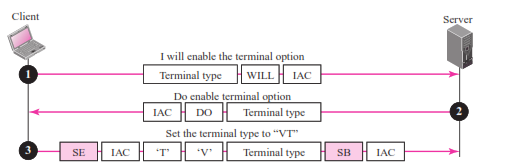 Client
Server
I will enable the terminal option
1 Terminal type WILL IAC
Do enable terminal option
IAC DO Terminal type 2
Set the terminal type to “VT”
3 SE IAC ‘T’ ‘V’ Terminal type SB IAC